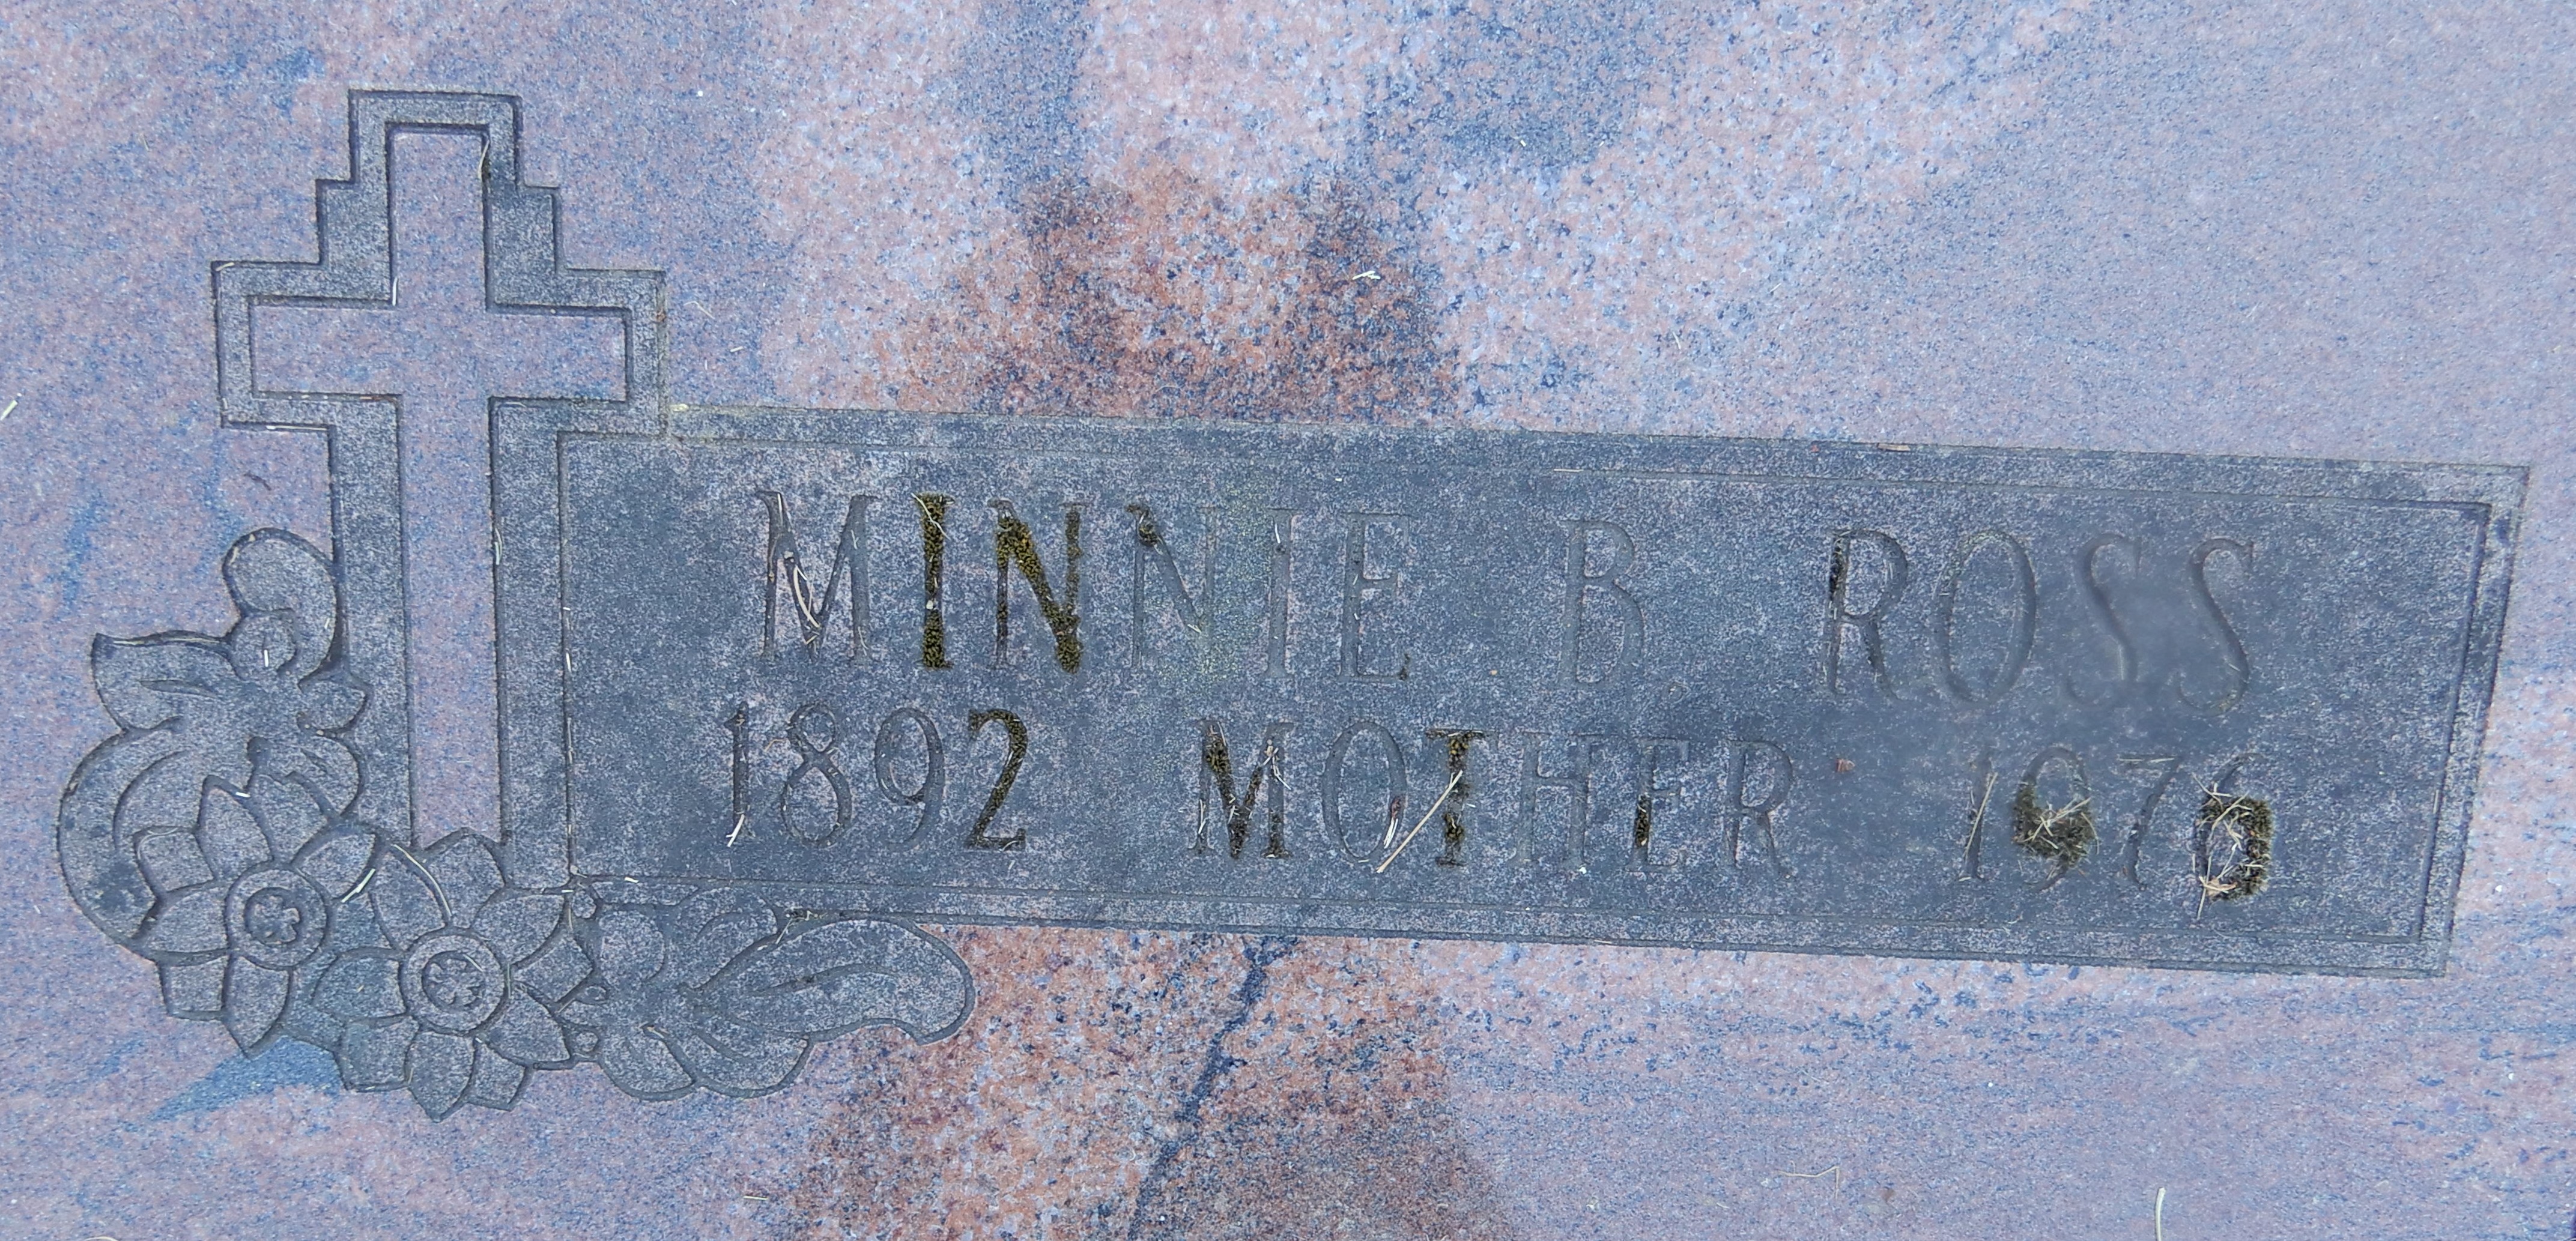 MINNIE B. ROSS
1892 MOTHER 1976